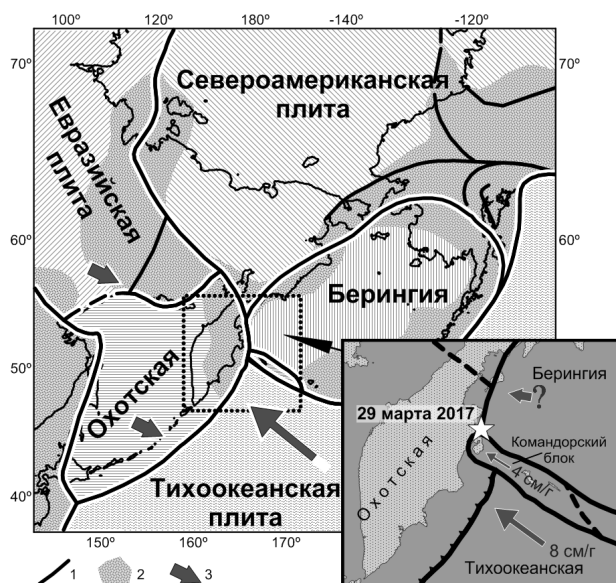 100° 120° 180° -140° -120°
70° 70°
Североамериканская
плита
Евразийская
плита
60° 60°
Берингия
50°
Охотская
40°
Тихоокеанская
плита
150° 160° 170°
Берингия
?
29 марта 2017
Командорский
блок
4 см/г
Охотская
8 см/г
Тихоокеанская
1 2 3